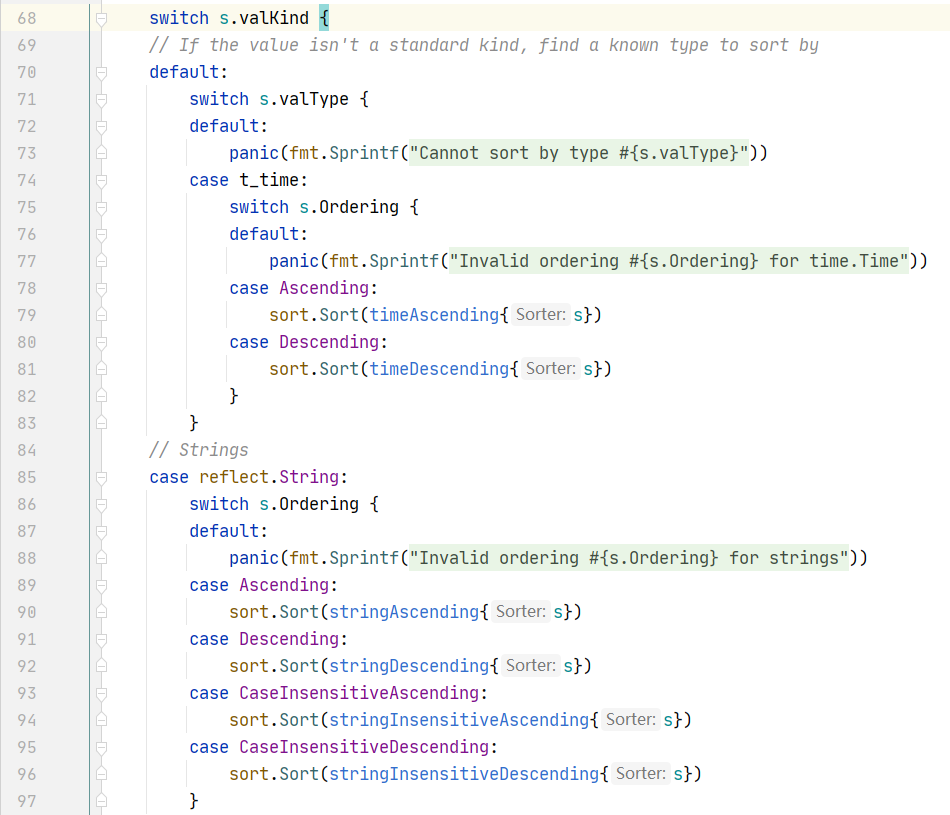 68 switch s.valKind {
69 // If the value isn't a standard kind, find a known type to sort by
70 default:
71 switch s.valType {
72 default:
73 panic(fmt.Sprintf("Cannot sort by type #{s.valType}"))
74 case t_time:
75 switch s.Ordering {
76 default:
77 panic(fmt.Sprintf("Invalid ordering #{s.Ordering} for time.Time"))
78 case Ascending:
79 sort.Sort(timeAscending{ Sorter: s})
80 case Descending:
81 sort.Sort(timeDescending{ Sorter: s})
82 }
83 }
84 // Strings
85 case reflect.String:
86 switch s.Ordering {
87 default:
88 panic(fmt.Sprintf("Invalid ordering #{s.Ordering} for strings"))
89 case Ascending:
90 sort.Sort(stringAscending{ Sorter: s})
91 case Descending:
92 sort.Sort(stringDescending{ Sorter: s})
93 case CaseInsensitiveAscending:
94 sort.Sort(stringInsensitiveAscending{ Sorter: s})
95 case CaseInsensitiveDescending:
96 sort.Sort(stringInsensitiveDescending{ Sorter: s})
97 }